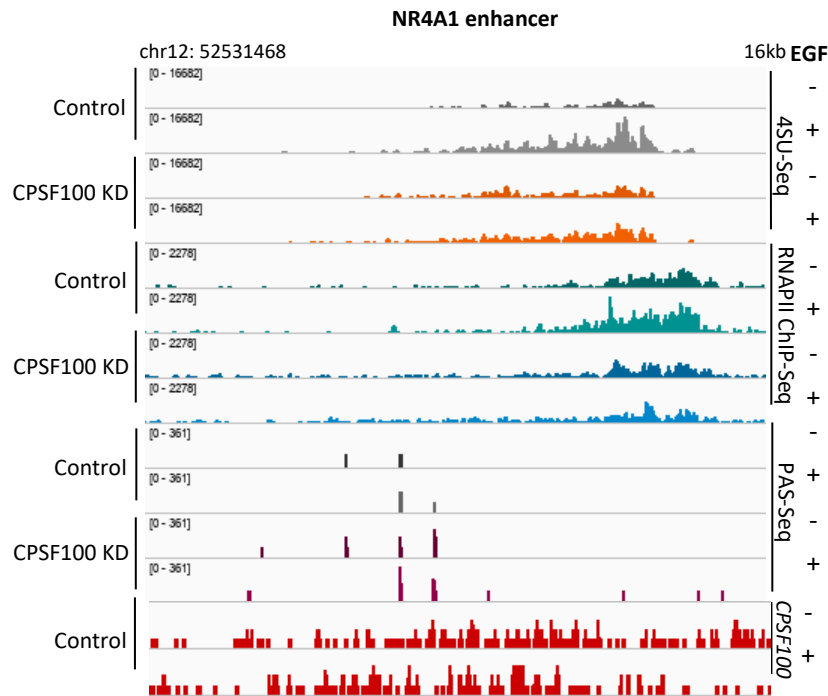 NR4A1 enhancer
chr12: 52531468
16kb EGF
[0 - 16682]
-
Control
[0 - 16682]
+
4SU-Seq
[0 - 16682]
-
CPSF100 KD
[0 - 16682]
+
[0 - 2278]
-
Control
[0 - 2278]
+
RNAPII ChIP-Seq
[0 - 2278]
-
CPSF100 KD
[0 - 2278]
+
[0 - 361]
-
Control
[0 - 361]
+
PAS-Seq
[0 - 361]
-
CPSF100 KD
[0 - 361]
+
-
Control
CPSF100
+